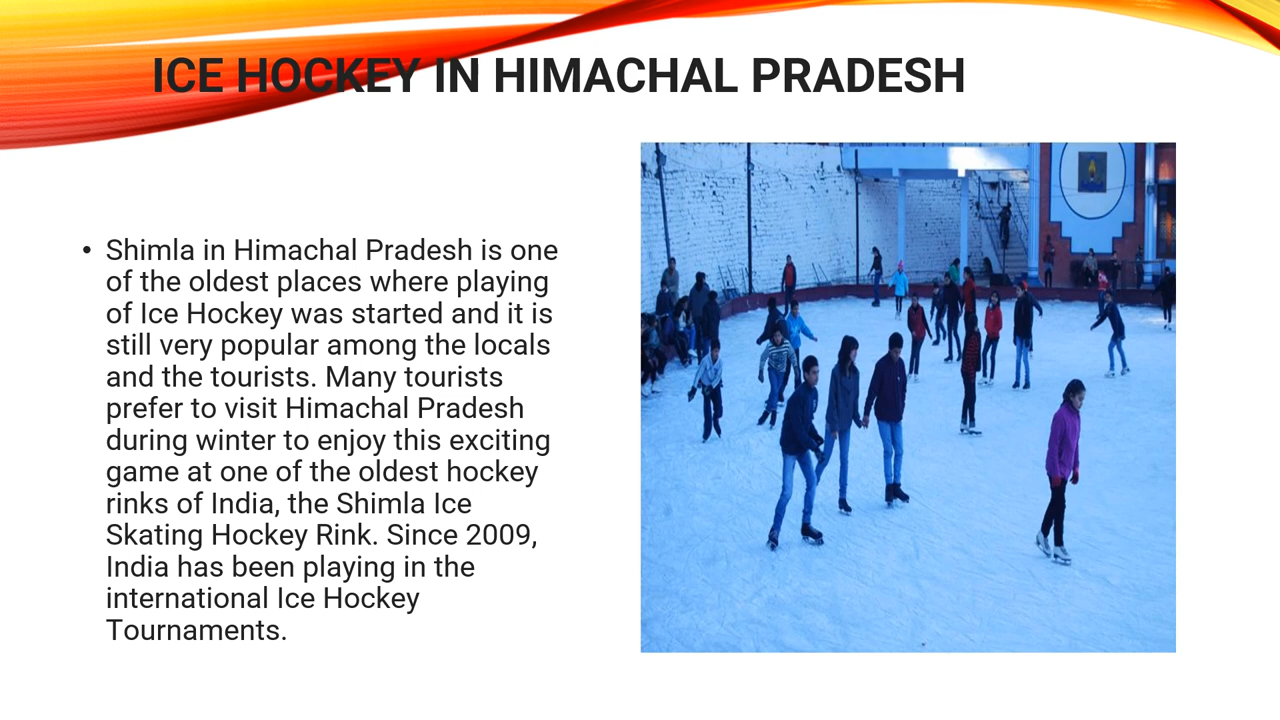 ICE HOCKEY IN HIMACHAL PRADESH
• Shimla in Himachal Pradesh is one
of the oldest places where playing
of Ice Hockey was started and it is
still very popular among the locals
and the tourists. Many tourists
prefer to visit Himachal Pradesh
during winter to enjoy this exciting
game at one of the oldest hockey
rinks of India, the Shimla Ice
Skating Hockey Rink. Since 2009,
India has been playing in the
international Ice Hockey
Tournaments.